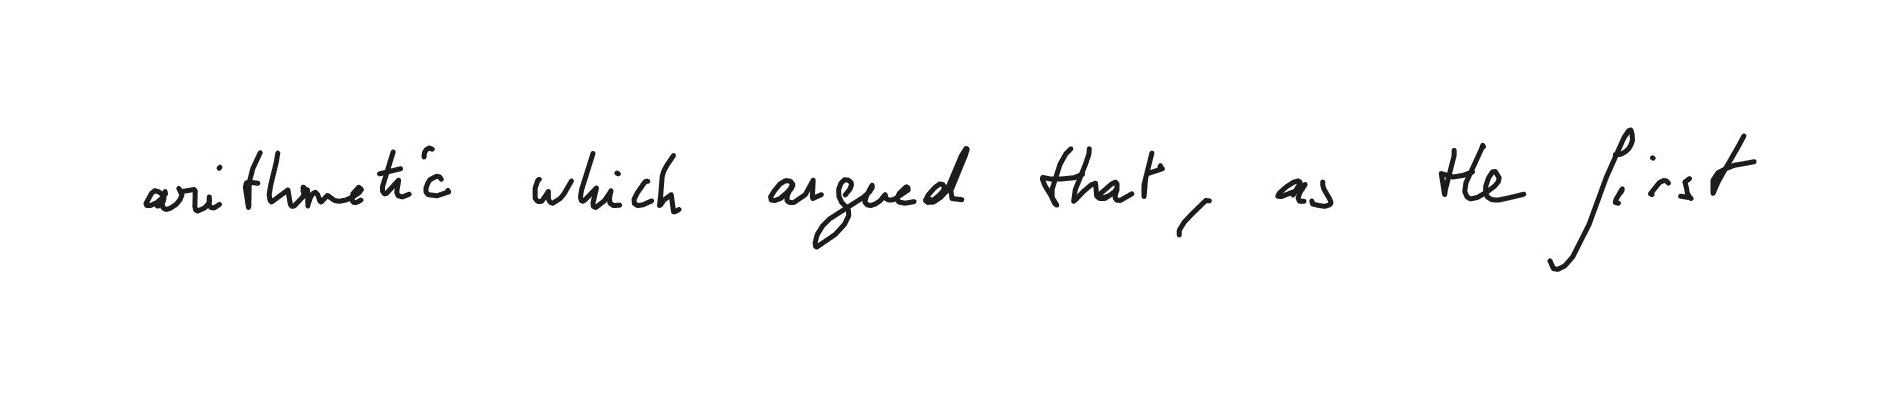 arithmetic which argued that, as the first